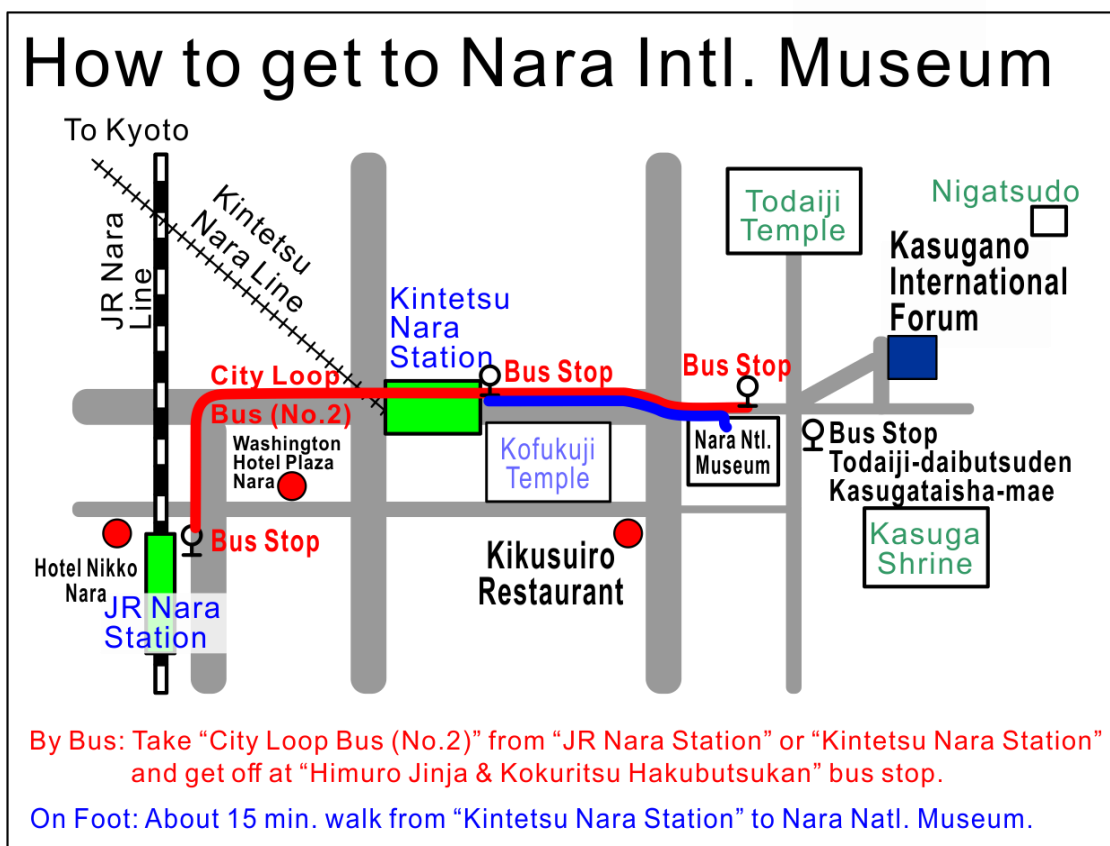 How to get to Nara Intl. Museum
To Kyoto
JR Nara
Line
Kintetsu
Nara Line
Kintetsu
Nara
Station
City Loop
Bus (No.2)
Bus Stop
Bus Stop
Todaiji
Temple
Nigatsudo
Kasugano
International
Forum
Washington
Hotel Plaza
Nara
Kofukuji
Temple
Nara Ntl.
Museum
Bus Stop
Todaiji-daibutsuden
Kasugataisha-mae
Bus Stop
Hotel Nikko
Nara
JR Nara
Station
Kikusuiro
Restaurant
Kasuga
Shrine
By Bus: Take “City Loop Bus (No.2)” from “JR Nara Station” or “Kintetsu Nara Station”
and get off at “Himuro Jinja & Kokuritsu Hakubutsukan” bus stop.
On Foot: About 15 min. walk from “Kintetsu Nara Station” to Nara Natl. Museum.